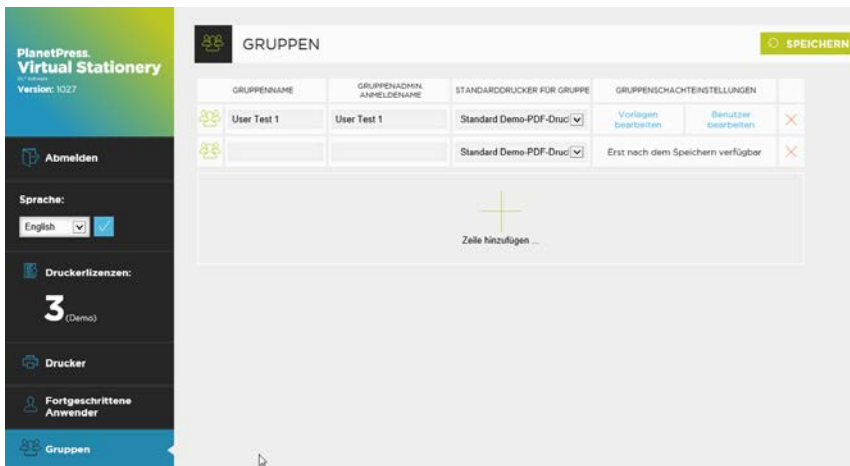 PlanetPress.
Virtual Stationery
Version: 1027
Abmelden
Sprache:
English
Druckerlizenzen:
3 (Demo)
Drucker
Fortgeschrittene
Anwender
Gruppen
GRUPPEN
SPEICHERN
GRUPPENNAME
GRUPPENADMIN.
ANMELDENAME
STANDARDDRUCKER FÜR GRUPPE
GRUPPENSCHACHTEINSTELLUNGEN
User Test 1
User Test 1
Standard Demo-PDF-Druc
Vorlagen
bearbeiten
Benutzer
bearbeiten
Standard Demo-PDF-Druc
Erst nach dem Speichern verfügbar
Zeile hinzufügen ...